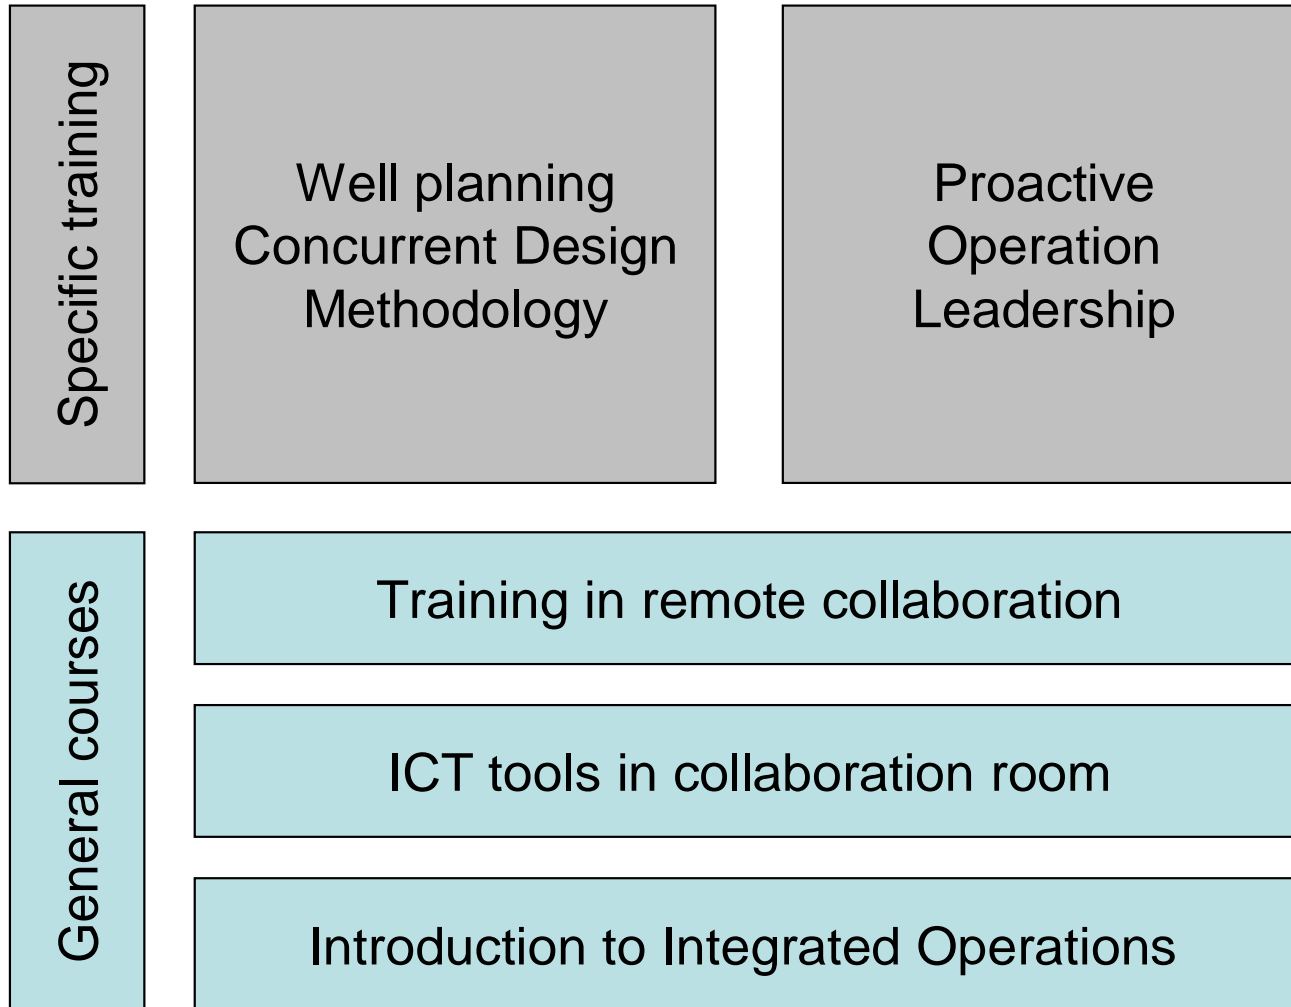 Specific training
Well planning
Concurrent Design
Methodology
Proactive
Operation
Leadership
General courses
Training in remote collaboration
ICT tools in collaboration room
Introduction to Integrated Operations